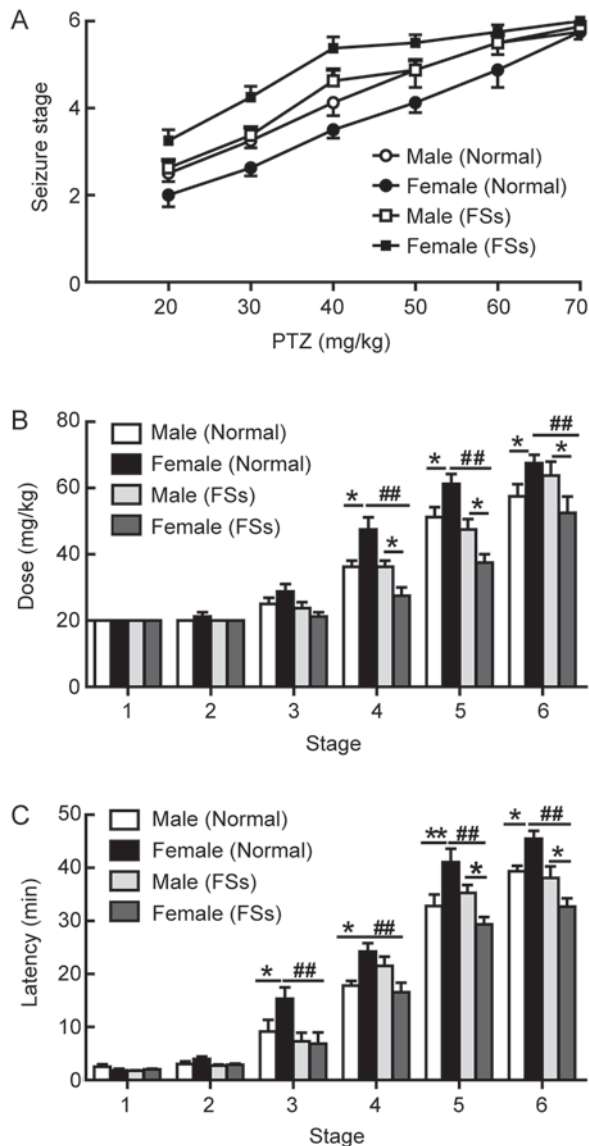 A
6
4
2
0
Seizure stage
Male (Normal)
Female (Normal)
Male (FSs)
Female (FSs)
20 30 40 50 60 70
PTZ (mg/kg)
B
80
60
40
20
0
Dose (mg/kg)
Male (Normal)
Female (Normal)
Male (FSs)
Female (FSs)
* ## *
* ## *
* ## *
1 2 3 4 5 6
Stage
C
50
40
30
20
10
0
Latency (min)
Male (Normal)
Female (Normal)
Male (FSs)
Female (FSs)
* ##
* ##
** ## *
* ## *
1 2 3 4 5 6
Stage